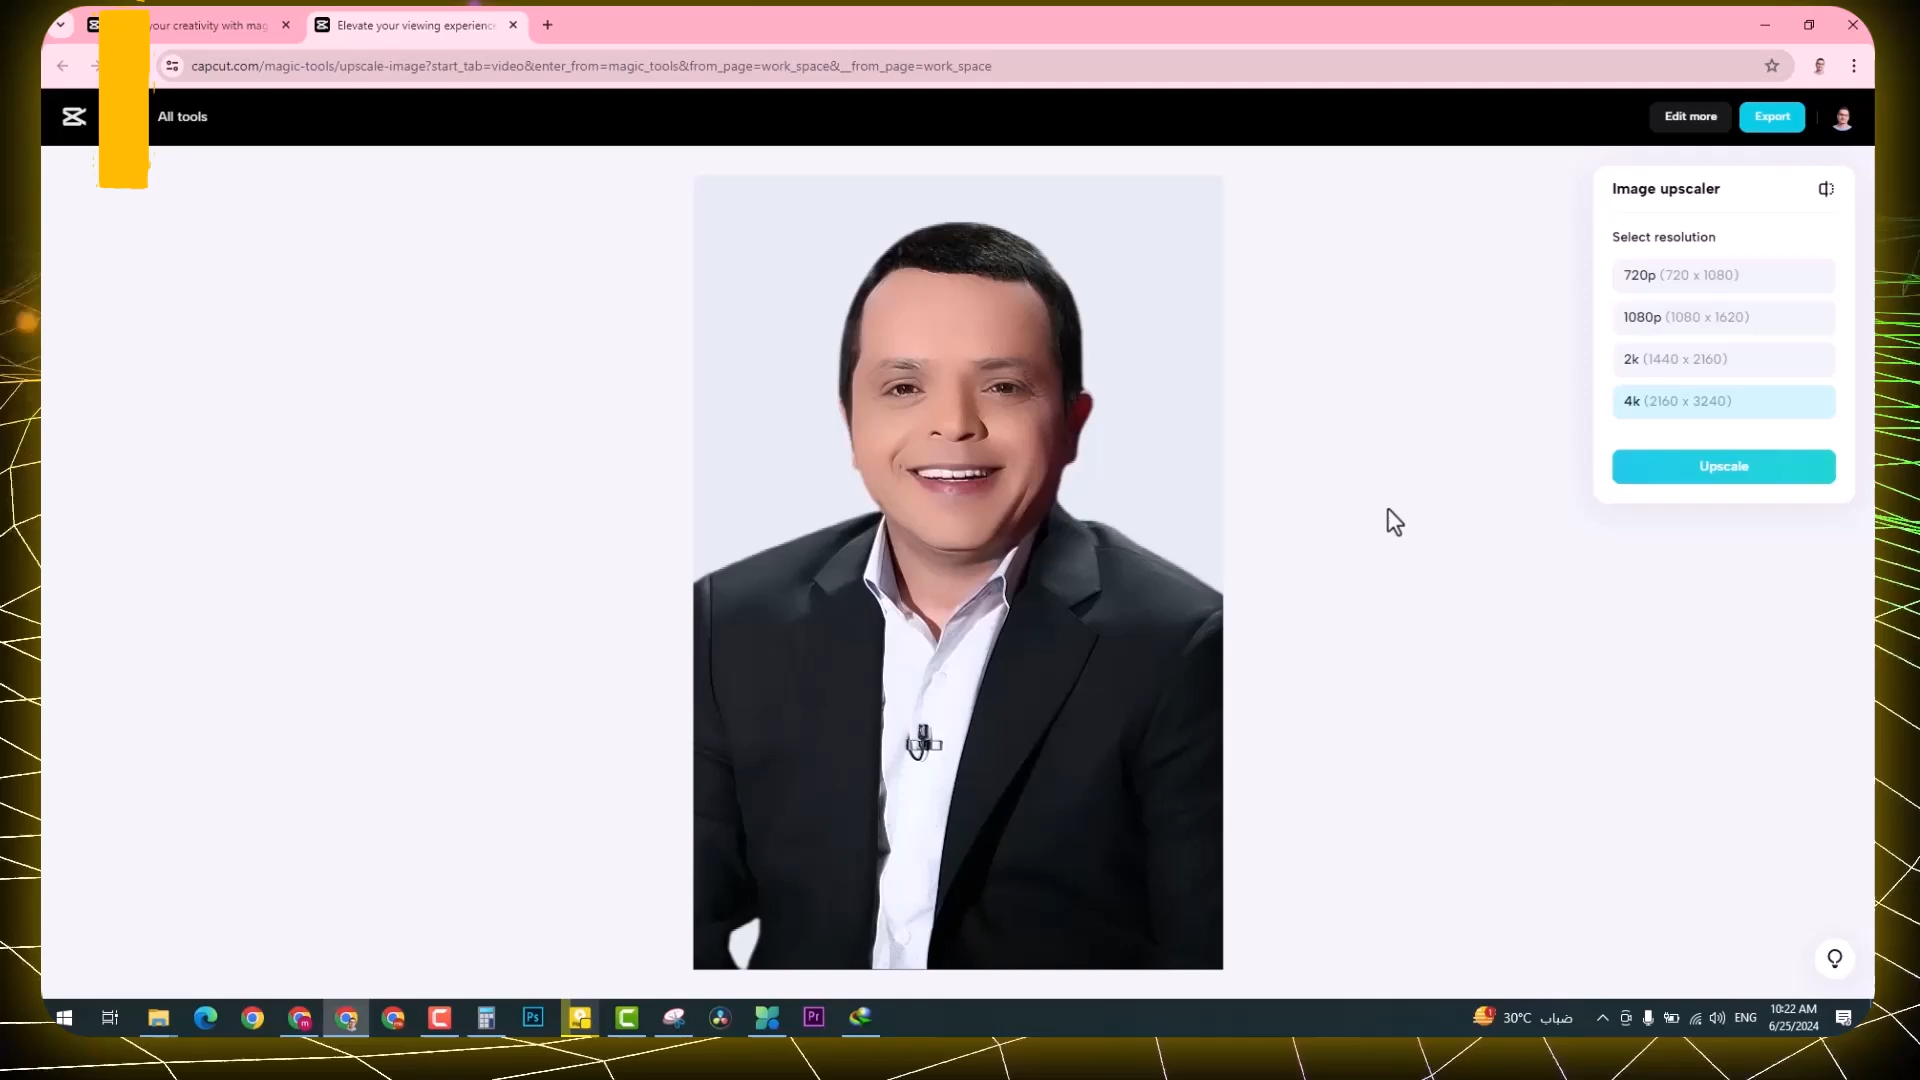 your creativity with mag
Elevate your viewing experienc
capcut.com/magic-tools/upscale-image?start_tab=video&enter_from=magic_tools&from_page=work_space&__from_page=work_space
All tools
Edit more
Export
Image upscaler
Select resolution
720p (720 x 1080)
1080p (1080 x 1620)
2k (1440 x 2160)
4k (2160 x 3240)
Upscale
Ps
Pr
30°C ضباب
ENG
10:22 AM
6/25/2024